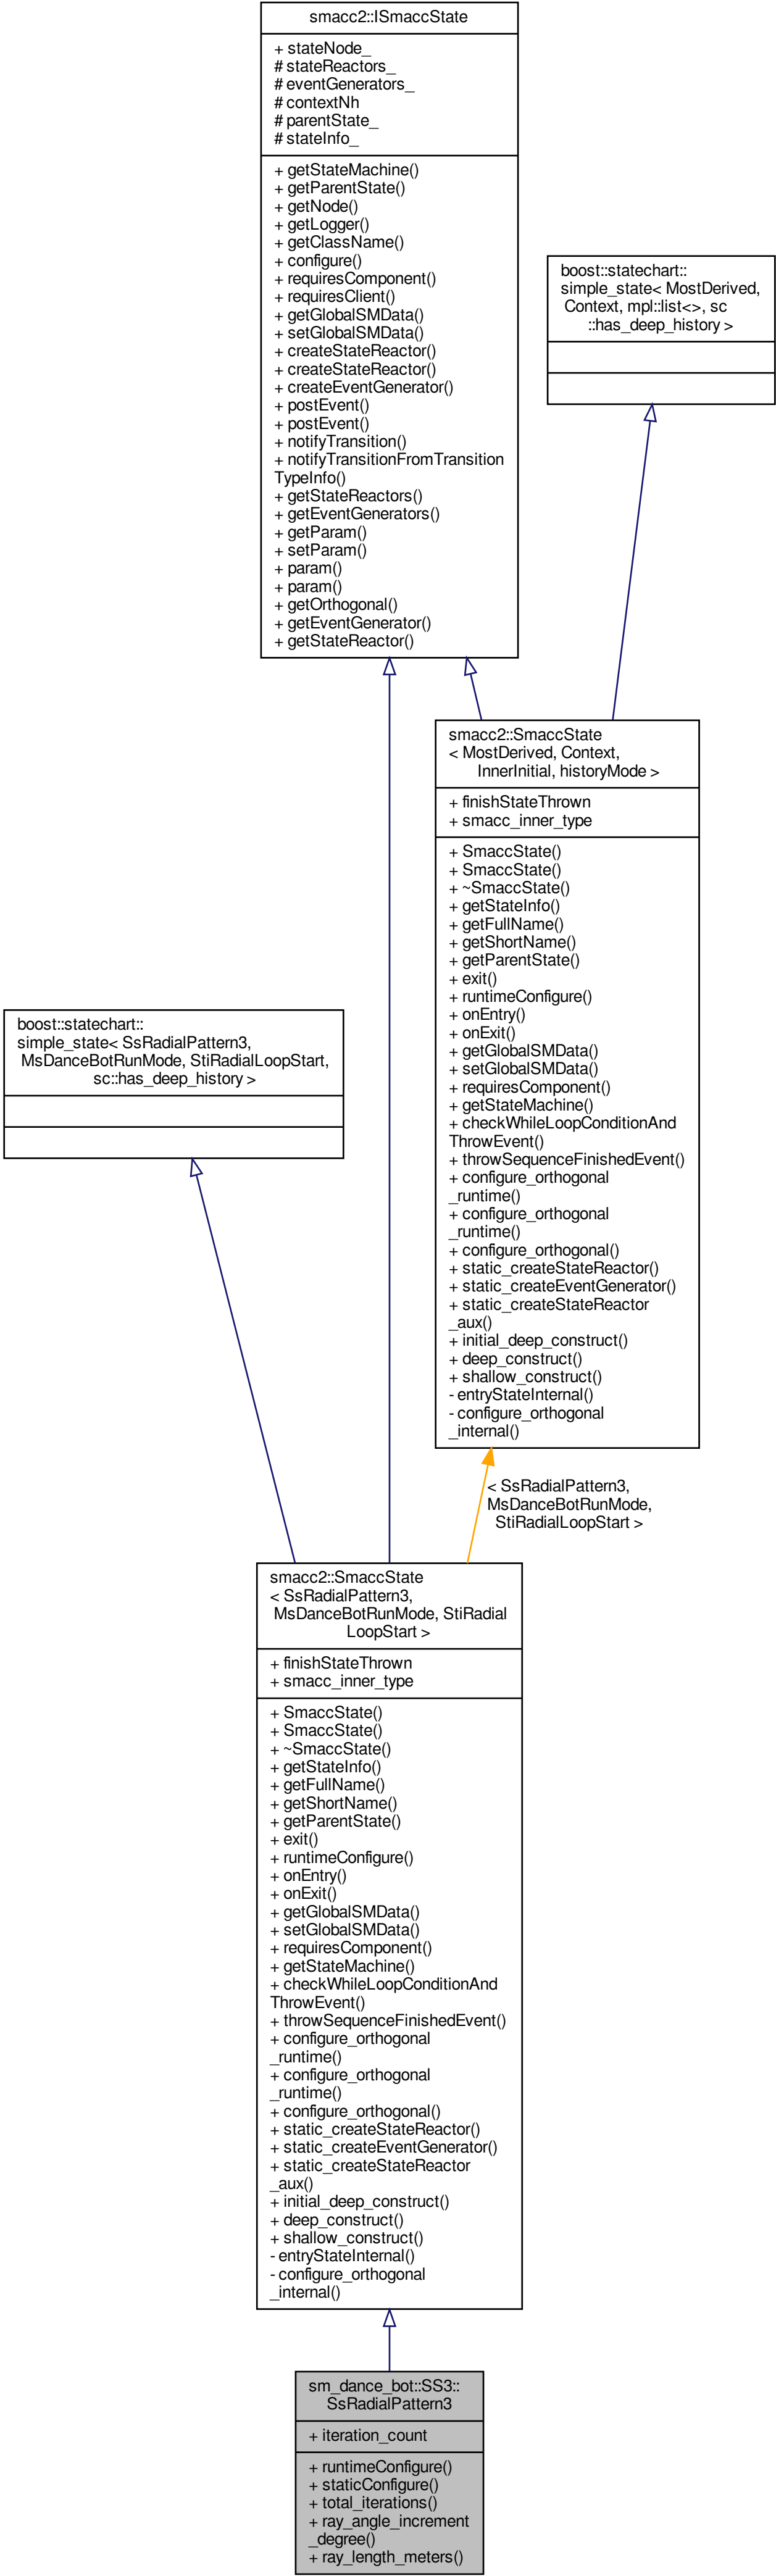 smacc2::ISmaccState
+ stateNode_
# stateReactors_
# eventGenerators_
# contextNh
# parentState_
# stateInfo_
+ getStateMachine()
+ getParentState()
+ getNode()
+ getLogger()
+ getClassName()
+ configure()
+ requiresComponent()
+ requiresClient()
+ getGlobalSMData()
+ setGlobalSMData()
+ createStateReactor()
+ createStateReactor()
+ createEventGenerator()
+ postEvent()
+ postEvent()
+ notifyTransition()
+ notifyTransitionFromTransition
TypeInfo()
+ getStateReactors()
+ getEventGenerators()
+ getParam()
+ setParam()
+ param()
+ param()
+ getOrthogonal()
+ getEventGenerator()
+ getStateReactor()
boost::statechart::
simple_state< MostDerived,
Context, mpl::list<>, sc
::has_deep_history >
smacc2::SmaccState
< MostDerived, Context,
InnerInitial, historyMode >
+ finishStateThrown
+ smacc_inner_type
+ SmaccState()
+ SmaccState()
+ ~SmaccState()
+ getStateInfo()
+ getFullName()
+ getShortName()
+ getParentState()
+ exit()
+ runtimeConfigure()
+ onEntry()
+ onExit()
+ getGlobalSMData()
+ setGlobalSMData()
+ requiresComponent()
+ getStateMachine()
+ checkWhileLoopConditionAnd
ThrowEvent()
+ throwSequenceFinishedEvent()
+ configure_orthogonal
_runtime()
+ configure_orthogonal
_runtime()
+ configure_orthogonal()
+ static_createStateReactor()
+ static_createEventGenerator()
+ static_createStateReactor
_aux()
+ initial_deep_construct()
+ deep_construct()
+ shallow_construct()
- entryStateInternal()
- configure_orthogonal
_internal()
boost::statechart::
simple_state< SsRadialPattern3,
MsDanceBotRunMode, StiRadialLoopStart,
sc::has_deep_history >
< SsRadialPattern3,
MsDanceBotRunMode,
StiRadialLoopStart >
smacc2::SmaccState
< SsRadialPattern3,
MsDanceBotRunMode, StiRadial
LoopStart >
+ finishStateThrown
+ smacc_inner_type
+ SmaccState()
+ SmaccState()
+ ~SmaccState()
+ getStateInfo()
+ getFullName()
+ getShortName()
+ getParentState()
+ exit()
+ runtimeConfigure()
+ onEntry()
+ onExit()
+ getGlobalSMData()
+ setGlobalSMData()
+ requiresComponent()
+ getStateMachine()
+ checkWhileLoopConditionAnd
ThrowEvent()
+ throwSequenceFinishedEvent()
+ configure_orthogonal
_runtime()
+ configure_orthogonal
_runtime()
+ configure_orthogonal()
+ static_createStateReactor()
+ static_createEventGenerator()
+ static_createStateReactor
_aux()
+ initial_deep_construct()
+ deep_construct()
+ shallow_construct()
- entryStateInternal()
- configure_orthogonal
_internal()
sm_dance_bot::SS3::
SsRadialPattern3
+ iteration_count
+ runtimeConfigure()
+ staticConfigure()
+ total_iterations()
+ ray_angle_increment
_degree()
+ ray_length_meters()